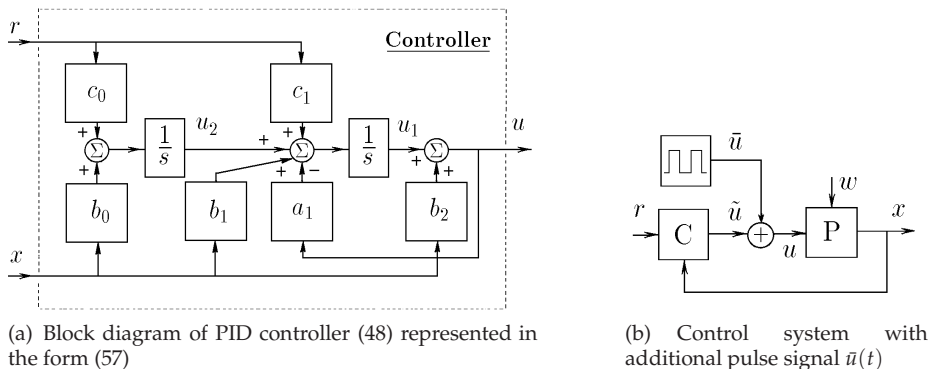 r
Controller
c₀
c₁
+
+
u₂
u₁
u
Σ
1/s
+
Σ
1/s
+
Σ
+
+
−
+
b₀
b₁
a₁
b₂
x
(a) Block diagram of PID controller (48) represented in
the form (57)
ū
w
r
C
ũ
+
u
P
x
(b) Control system with
additional pulse signal ū(t)